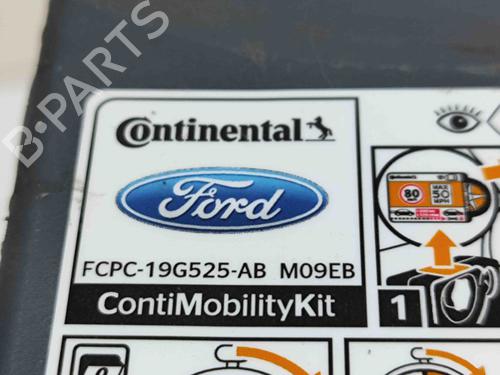 Continental
Ford
FCPC-19G525-AB M09EB
ContiMobilityKit
80
MAX
50
MPH
1
B-Parts